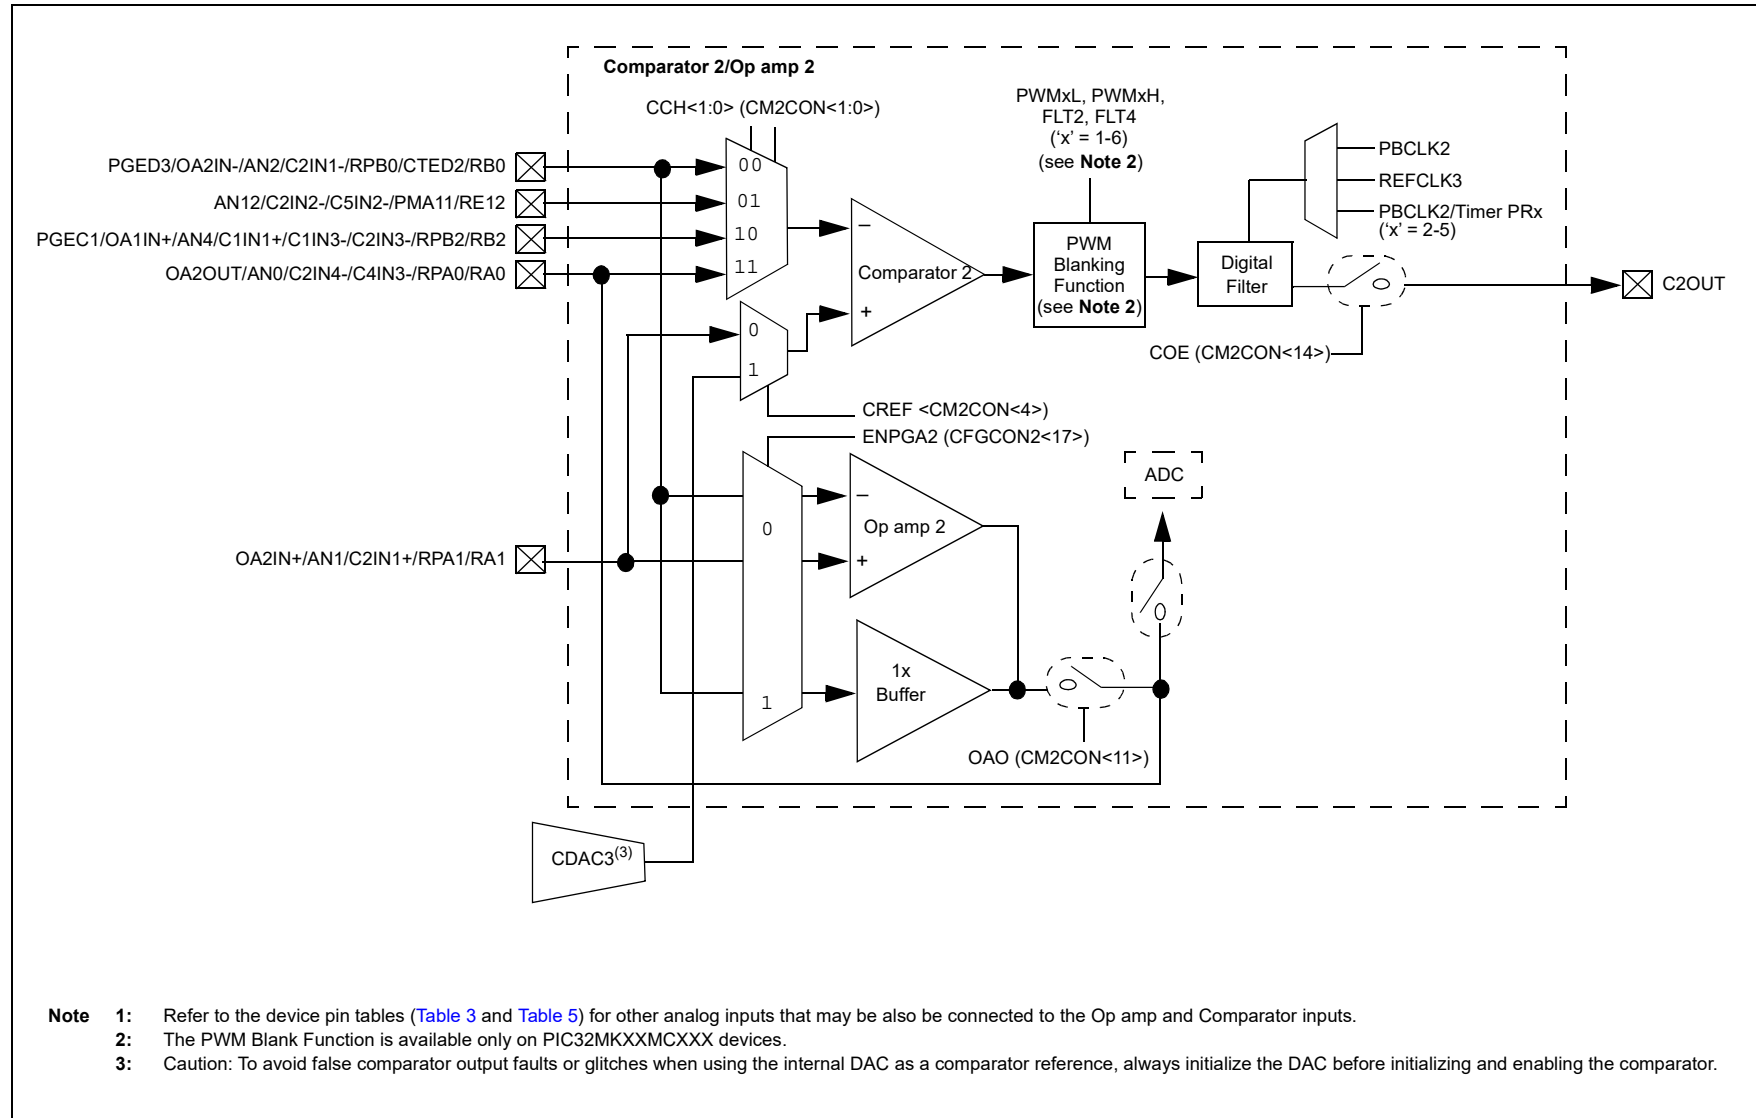 Comparator 2/Op amp 2
CCH<1:0> (CM2CON<1:0>)
PWMxL, PWMxH,
FLT2, FLT4
(‘x’ = 1-6)
(see Note 2)
PGED3/OA2IN-/AN2/C2IN1-/RPB0/CTED2/RB0
AN12/C2IN2-/C5IN2-/PMA11/RE12
PGEC1/OA1IN+/AN4/C1IN1+/C1IN3-/C2IN3-/RPB2/RB2
OA2OUT/AN0/C2IN4-/C4IN3-/RPA0/RA0
00
01
10
11
–
Comparator 2
+
PWM
Blanking
Function
(see Note 2)
Digital
Filter
PBCLK2
REFCLK3
PBCLK2/Timer PRx
(‘x’ = 2-5)
C2OUT
COE (CM2CON<14>)
0
1
CREF <CM2CON<4>)
ENPGA2 (CFGCON2<17>)
ADC
–
Op amp 2
+
0
1
OA2IN+/AN1/C2IN1+/RPA1/RA1
1x
Buffer
OAO (CM2CON<11>)
CDAC3(3)
Note 1: Refer to the device pin tables (Table 3 and Table 5) for other analog inputs that may be also be connected to the Op amp and Comparator inputs.
2: The PWM Blank Function is available only on PIC32MKXXMCXXX devices.
3: Caution: To avoid false comparator output faults or glitches when using the internal DAC as a comparator reference, always initialize the DAC before initializing and enabling the comparator.